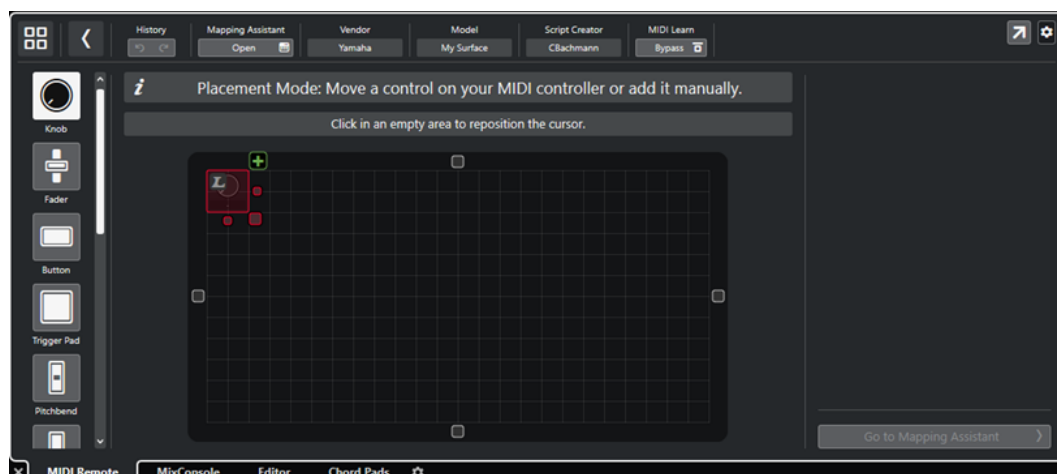 History
Mapping Assistant
Vendor
Model
Script Creator
MIDI Learn
Open
Yamaha
My Surface
CBachmann
Bypass
i
Placement Mode: Move a control on your MIDI controller or add it manually.
Click in an empty area to reposition the cursor.
Knob
Fader
Button
Trigger Pad
Pitchbend
L
Go to Mapping Assistant
MIDI Remote
MixConsole
Editor
Chord Pads